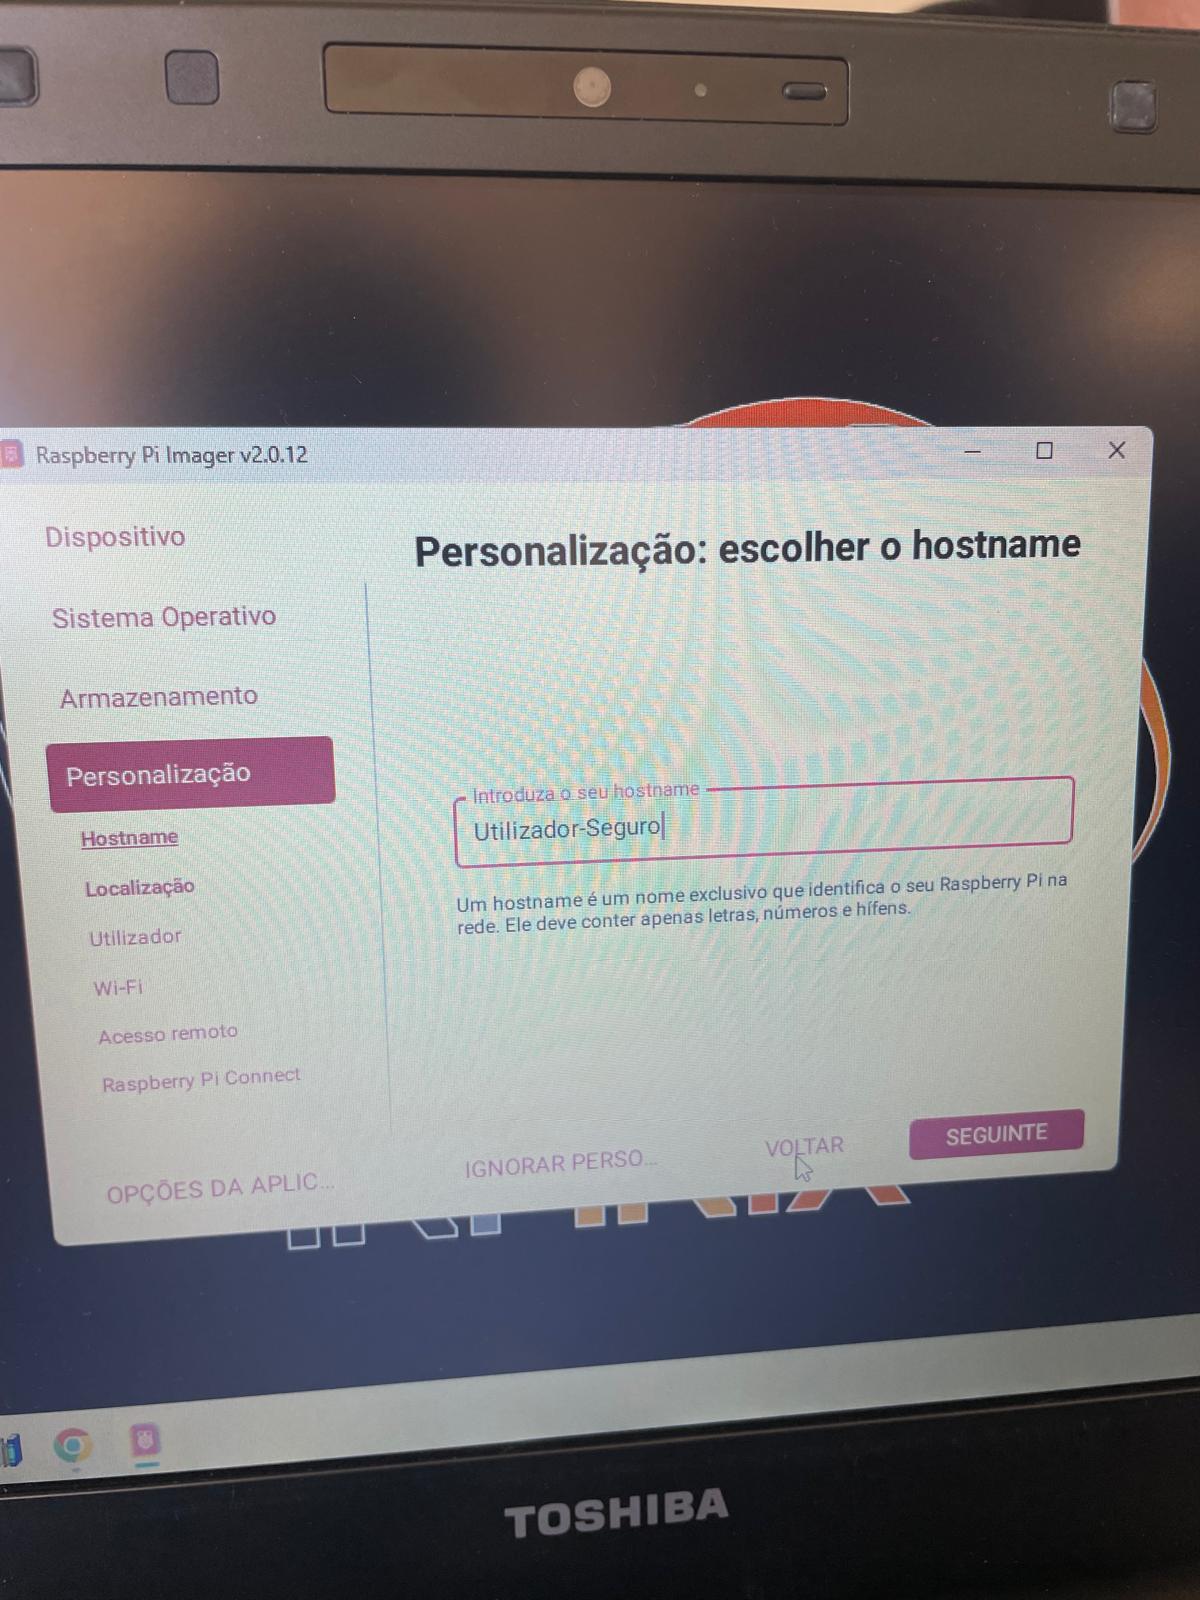 Raspberry Pi Imager v2.0.12
Dispositivo
Sistema Operativo
Armazenamento
Personalização
Hostname
Localização
Utilizador
Wi-Fi
Acesso remoto
Raspberry Pi Connect
OPÇÕES DA APLIC...
Personalização: escolher o hostname
Introduza o seu hostname
Utilizador-Seguro
Um hostname é um nome exclusivo que identifica o seu Raspberry Pi na
rede. Ele deve conter apenas letras, números e hífens.
IGNORAR PERSO...
VOLTAR
SEGUINTE
TOSHIBA